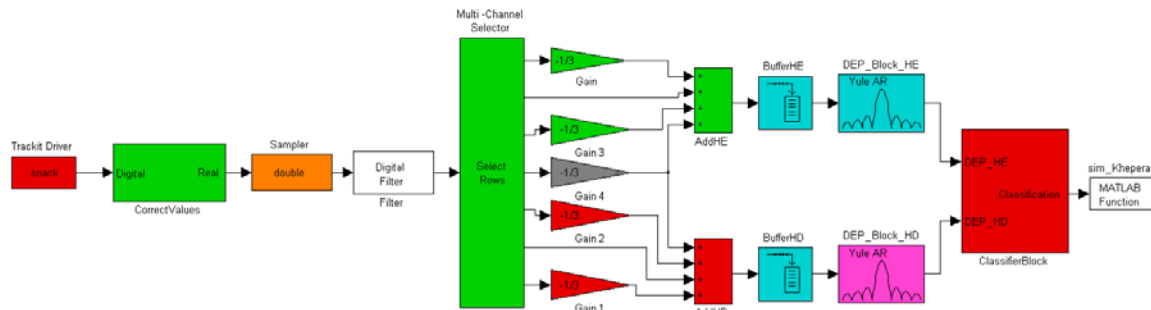 Multi -Channel
Selector
-1/3
Gain
BufferHE
DEP_Block_HE
Yule AR
AddHE
-1/3
Gain 3
Trackit Driver
snack
Digital
Real
CorrectValues
Sampler
double
Digital
Filter
Filter
Select
Rows
-1/3
Gain 4
DEP_HE
Classification
DEP_HD
ClassifierBlock
sim_Khepera
MATLAB
Function
-1/3
Gain 2
BufferHD
DEP_Block_HD
Yule AR
-1/3
Gain 1
AddHD